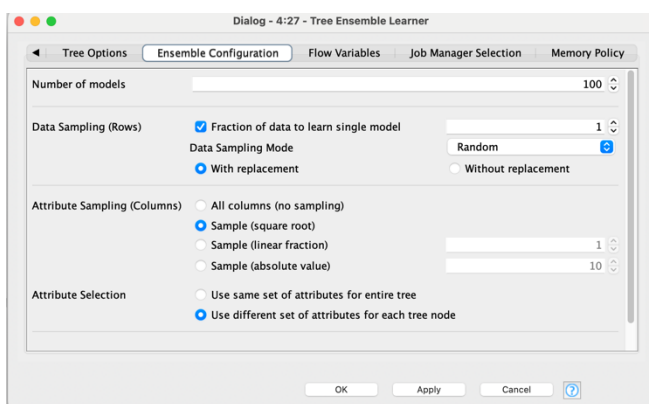 Dialog - 4:27 - Tree Ensemble Learner
Tree Options Ensemble Configuration Flow Variables Job Manager Selection Memory Policy
Number of models 100
Data Sampling (Rows) Fraction of data to learn single model 1
Data Sampling Mode Random
With replacement Without replacement
Attribute Sampling (Columns) All columns (no sampling)
Sample (square root)
Sample (linear fraction) 1
Sample (absolute value) 10
Attribute Selection Use same set of attributes for entire tree
Use different set of attributes for each tree node
OK Apply Cancel ?